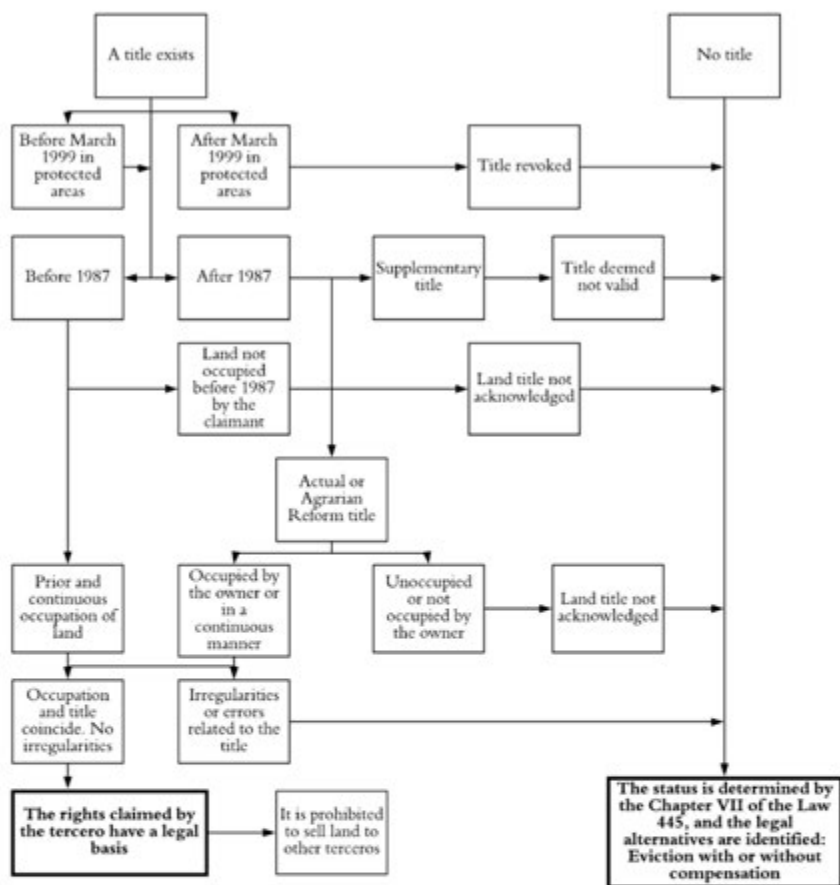 A title exists
No title
Before March
1999 in
protected
areas
After March
1999 in
protected
areas
Title revoked
Before 1987
After 1987
Supplementary
title
Title deemed
not valid
Land not
occupied
before 1987
by the
claimant
Land title not
acknowledged
Actual or
Agrarian
Reform title
Prior and
continuous
occupation of
land
Occupied by
the owner or
in a
continuous
manner
Unoccupied
or not
occupied by
the owner
Land title not
acknowledged
Occupation
and title
coincide. No
irregularities
Irregularities
or errors
related to the
title
The rights claimed by
the tercero have a legal
basis
It is prohibited
to sell land to
other terceros
The status is determined by
the Chapter VII of the Law
445, and the legal
alternatives are identified:
Eviction with or without
compensation